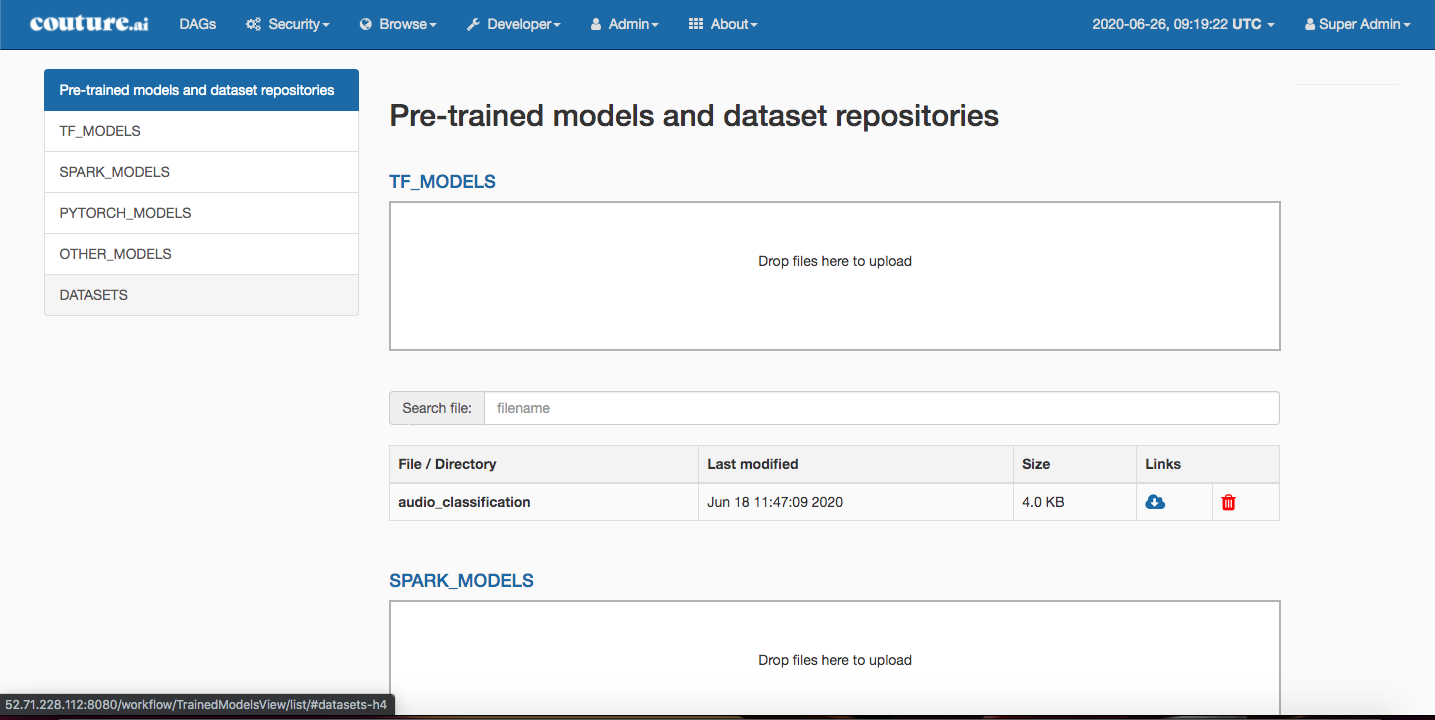 couture.ai DAGs Security Browse Developer Admin About 2020-06-26, 09:19:22 UTC Super Admin
Pre-trained models and dataset repositories
TF_MODELS
SPARK_MODELS
PYTORCH_MODELS
OTHER_MODELS
DATASETS
Pre-trained models and dataset repositories
TF_MODELS
Drop files here to upload
Search file: filename
File / Directory Last modified Size Links
audio_classification Jun 18 11:47:09 2020 4.0 KB
SPARK_MODELS
Drop files here to upload
52.71.228.112:8080/workflow/TrainedModelsView/list/#datasets-h4